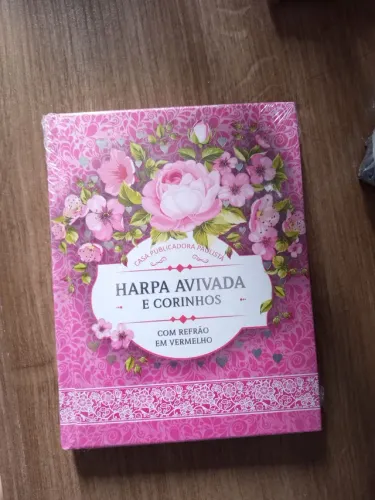 CASA PUBLICADORA PAULISTA
HARPA AVIVADA
E CORINHOS
COM REFRÃO
EM VERMELHO